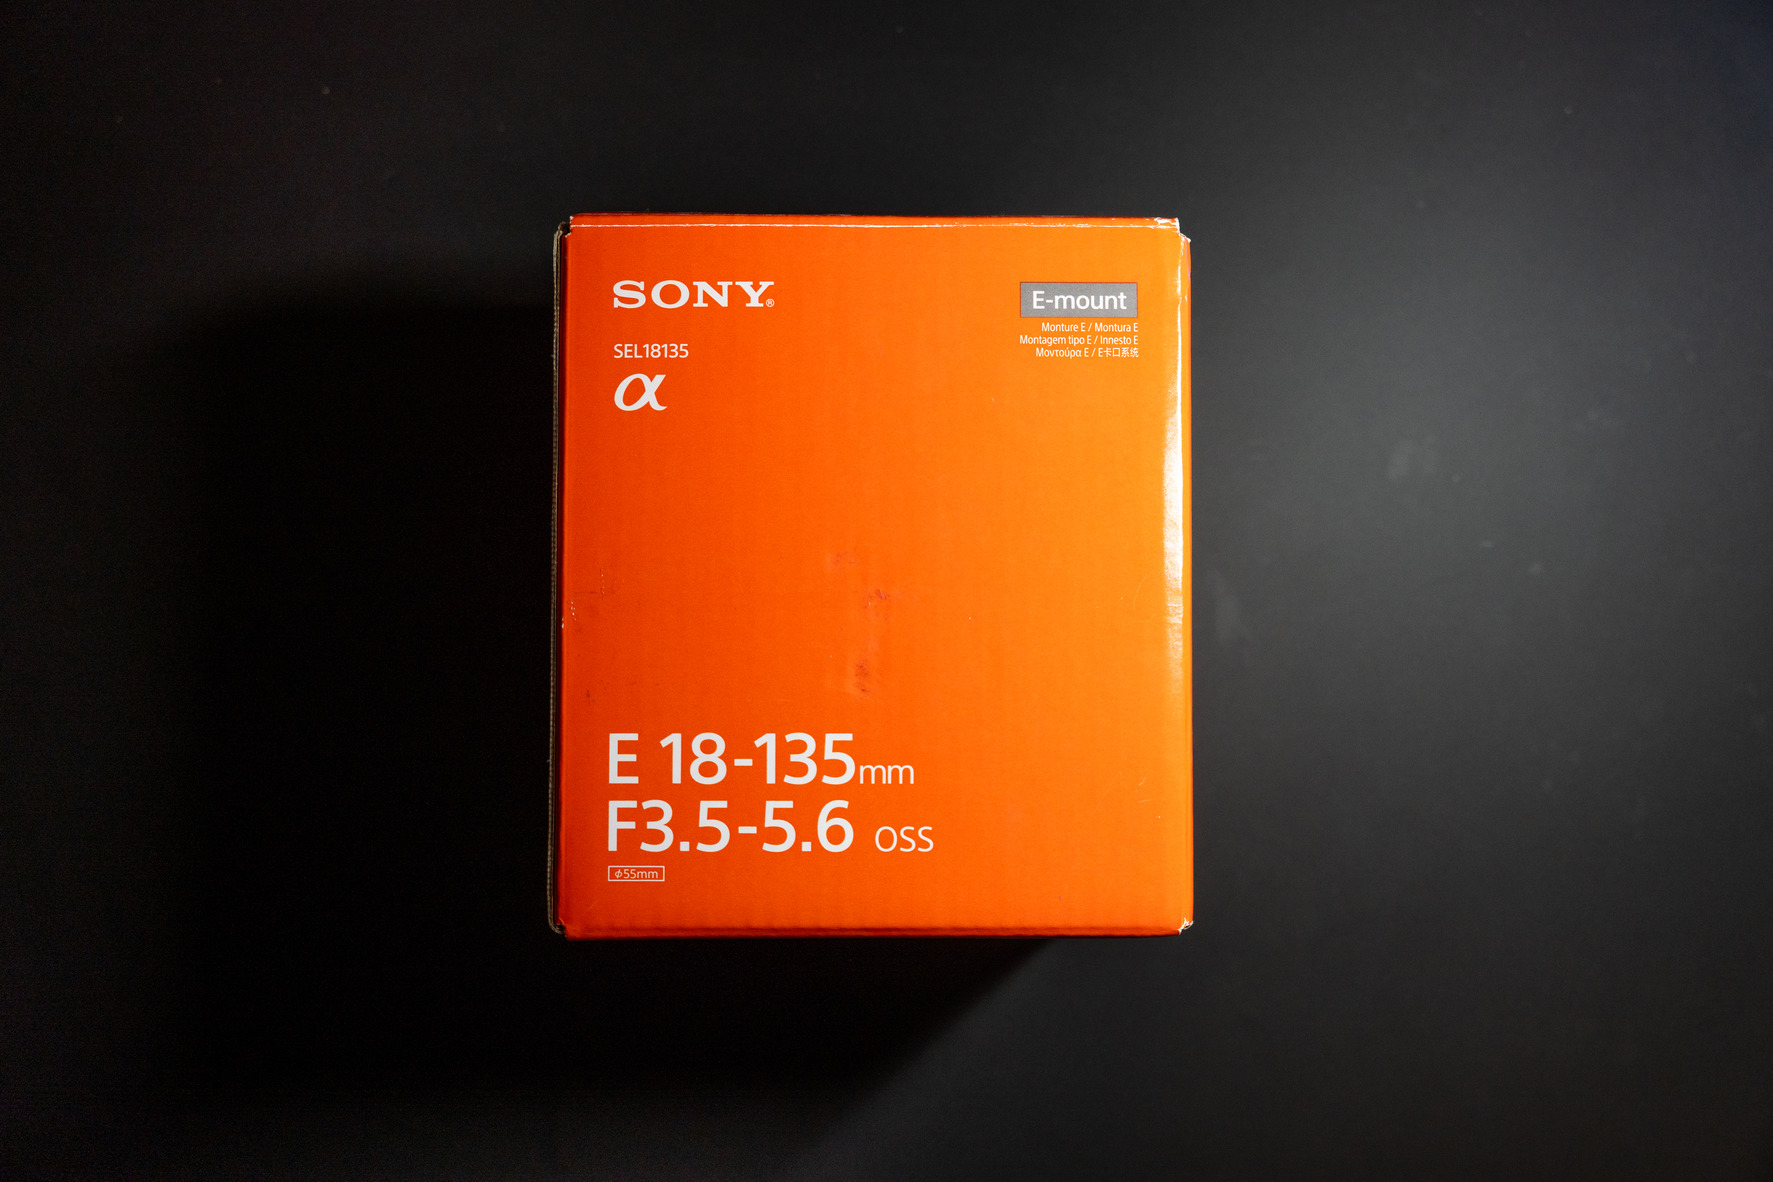 SONY®
E-mount
Monture E / Montura E
Montagem tipo E / Innesto E
Μοντούρα E / E卡口系统
SEL18135
α
E 18-135mm
F3.5-5.6 OSS
ϕ55mm